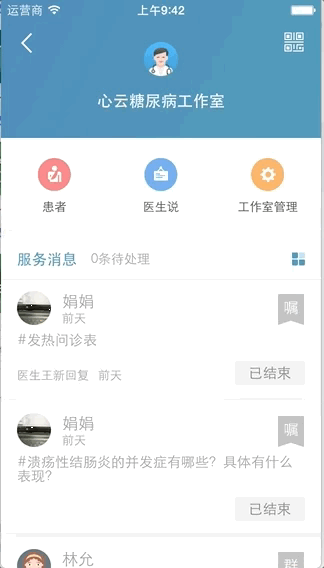 运营商 上午9:42
心云糖尿病工作室
患者 医生说 工作室管理
服务消息 0条待处理
娟娟
嘱
前天
#发热问诊表
医生王新回复 前天 已结束
娟娟
嘱
前天
#溃疡性结肠炎的并发症有哪些？具体有什么
表现？
已结束
林允
群